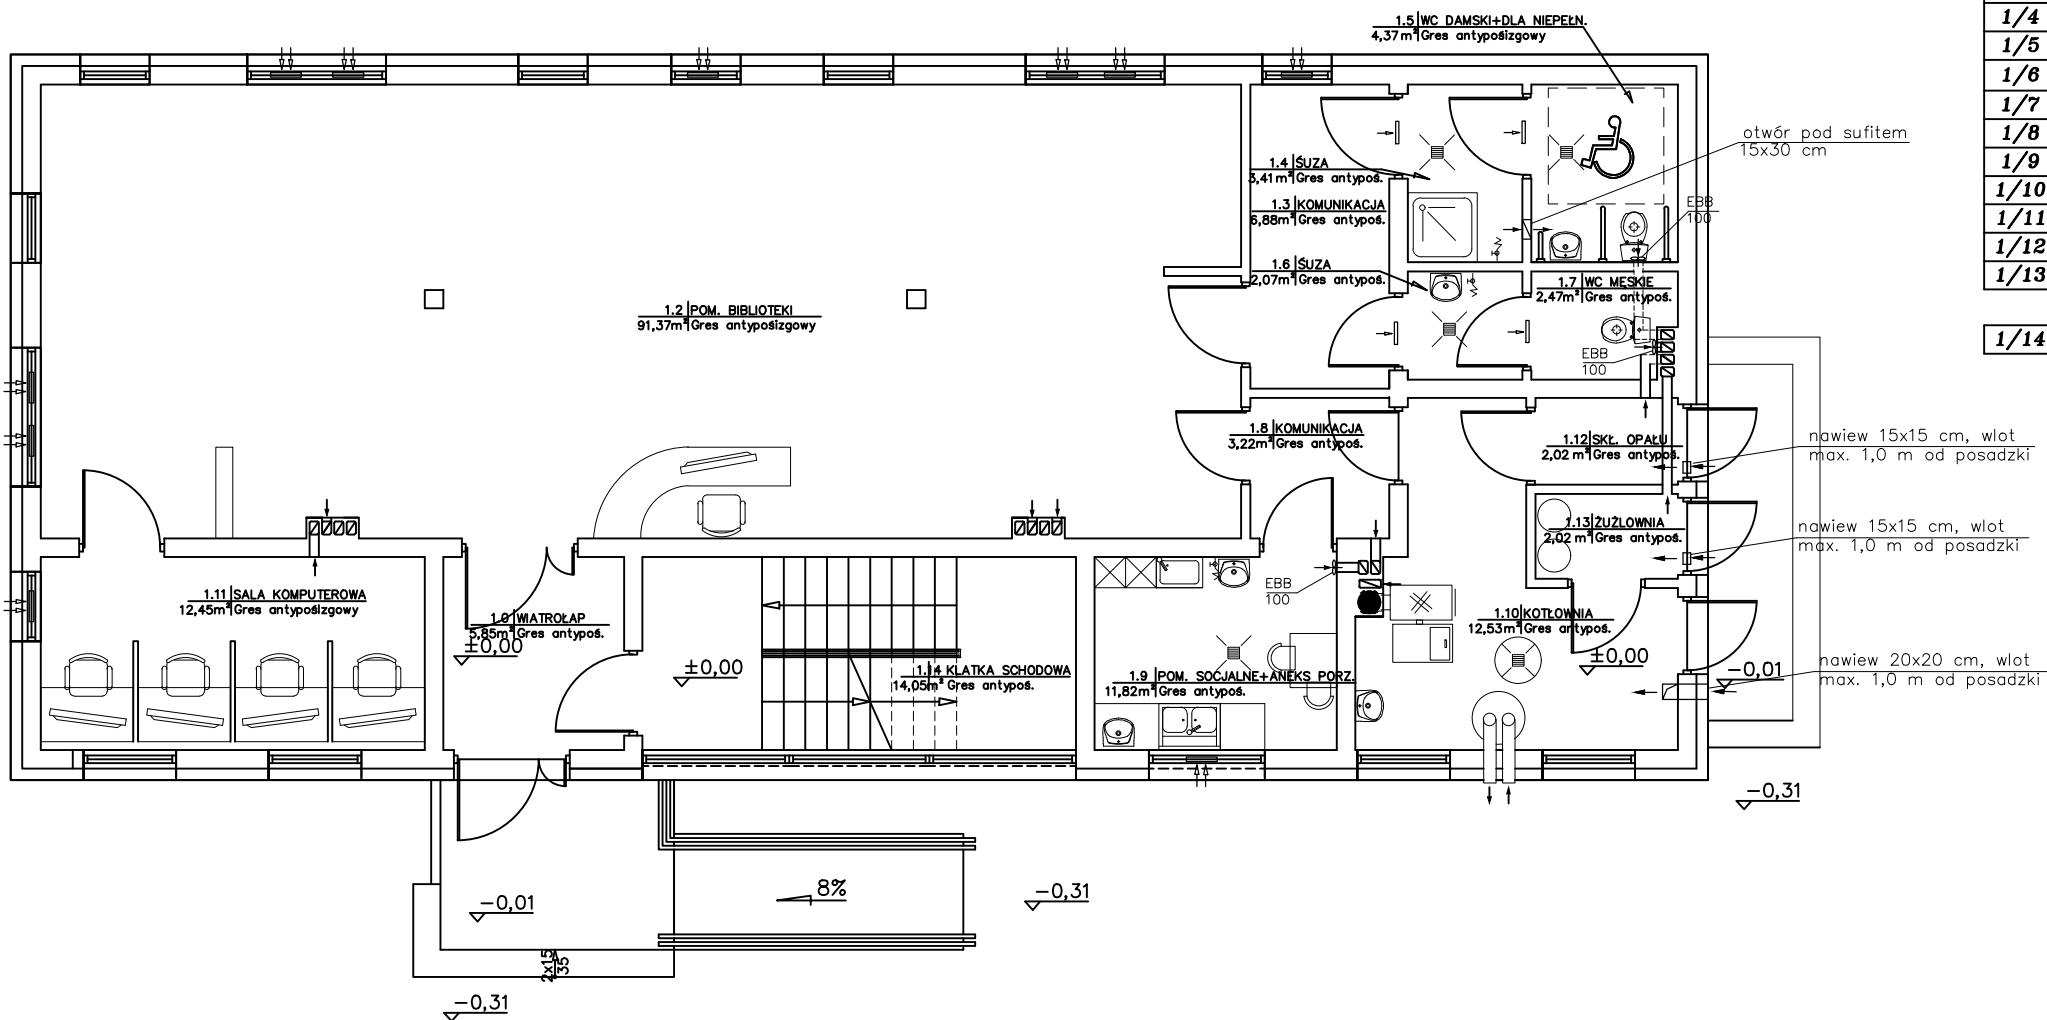 1.5 WC DAMSKI+DLA NIEPEŁN.
4,37m² Gres antypośizgowy
1/4
1/5
1/6
1/7
1/8
1/9
1/10
1/11
1/12
1/13
1/14
otwór pod sufitem
15x30 cm
1.4 ŚUZA
3,41m² Gres antypoś.
1.3 KOMUNIKACJA
6,88m² Gres antypoś.
EBB
100
1.6 ŚUZA
2,07m² Gres antypoś.
1.7 WC MĘSKIE
2,47m² Gres antypoś.
1.2 POM. BIBLIOTEKI
91,37m² Gres antypośizgowy
EBB
100
1.8 KOMUNIKACJA
3,22m² Gres antypoś.
1.12 SKŁ. OPAŁU
2,02 m² Gres antypoś.
nawiew 15x15 cm, wlot
max. 1,0 m od posadzki
1.13 ŻUŻLOWNIA
2,02 m² Gres antypoś.
nawiew 15x15 cm, wlot
max. 1,0 m od posadzki
1.11 SALA KOMPUTEROWA
12,45m² Gres antypośizgowy
EBB
100
1.0 WIATROŁAP
5,85m² Gres antypoś.
±0,00
1.10 KOTŁOWNIA
12,53m² Gres antypoś.
±0,00
±0,00
1.14 KLATKA SCHODOWA
14,05m² Gres antypoś.
1.9 POM. SOCJALNE+ANEKS PORZ.
11,82m² Gres antypoś.
-0,01
nawiew 20x20 cm, wlot
max. 1,0 m od posadzki
-0,31
8%
-0,01
-0,31
2x15
35
-0,31